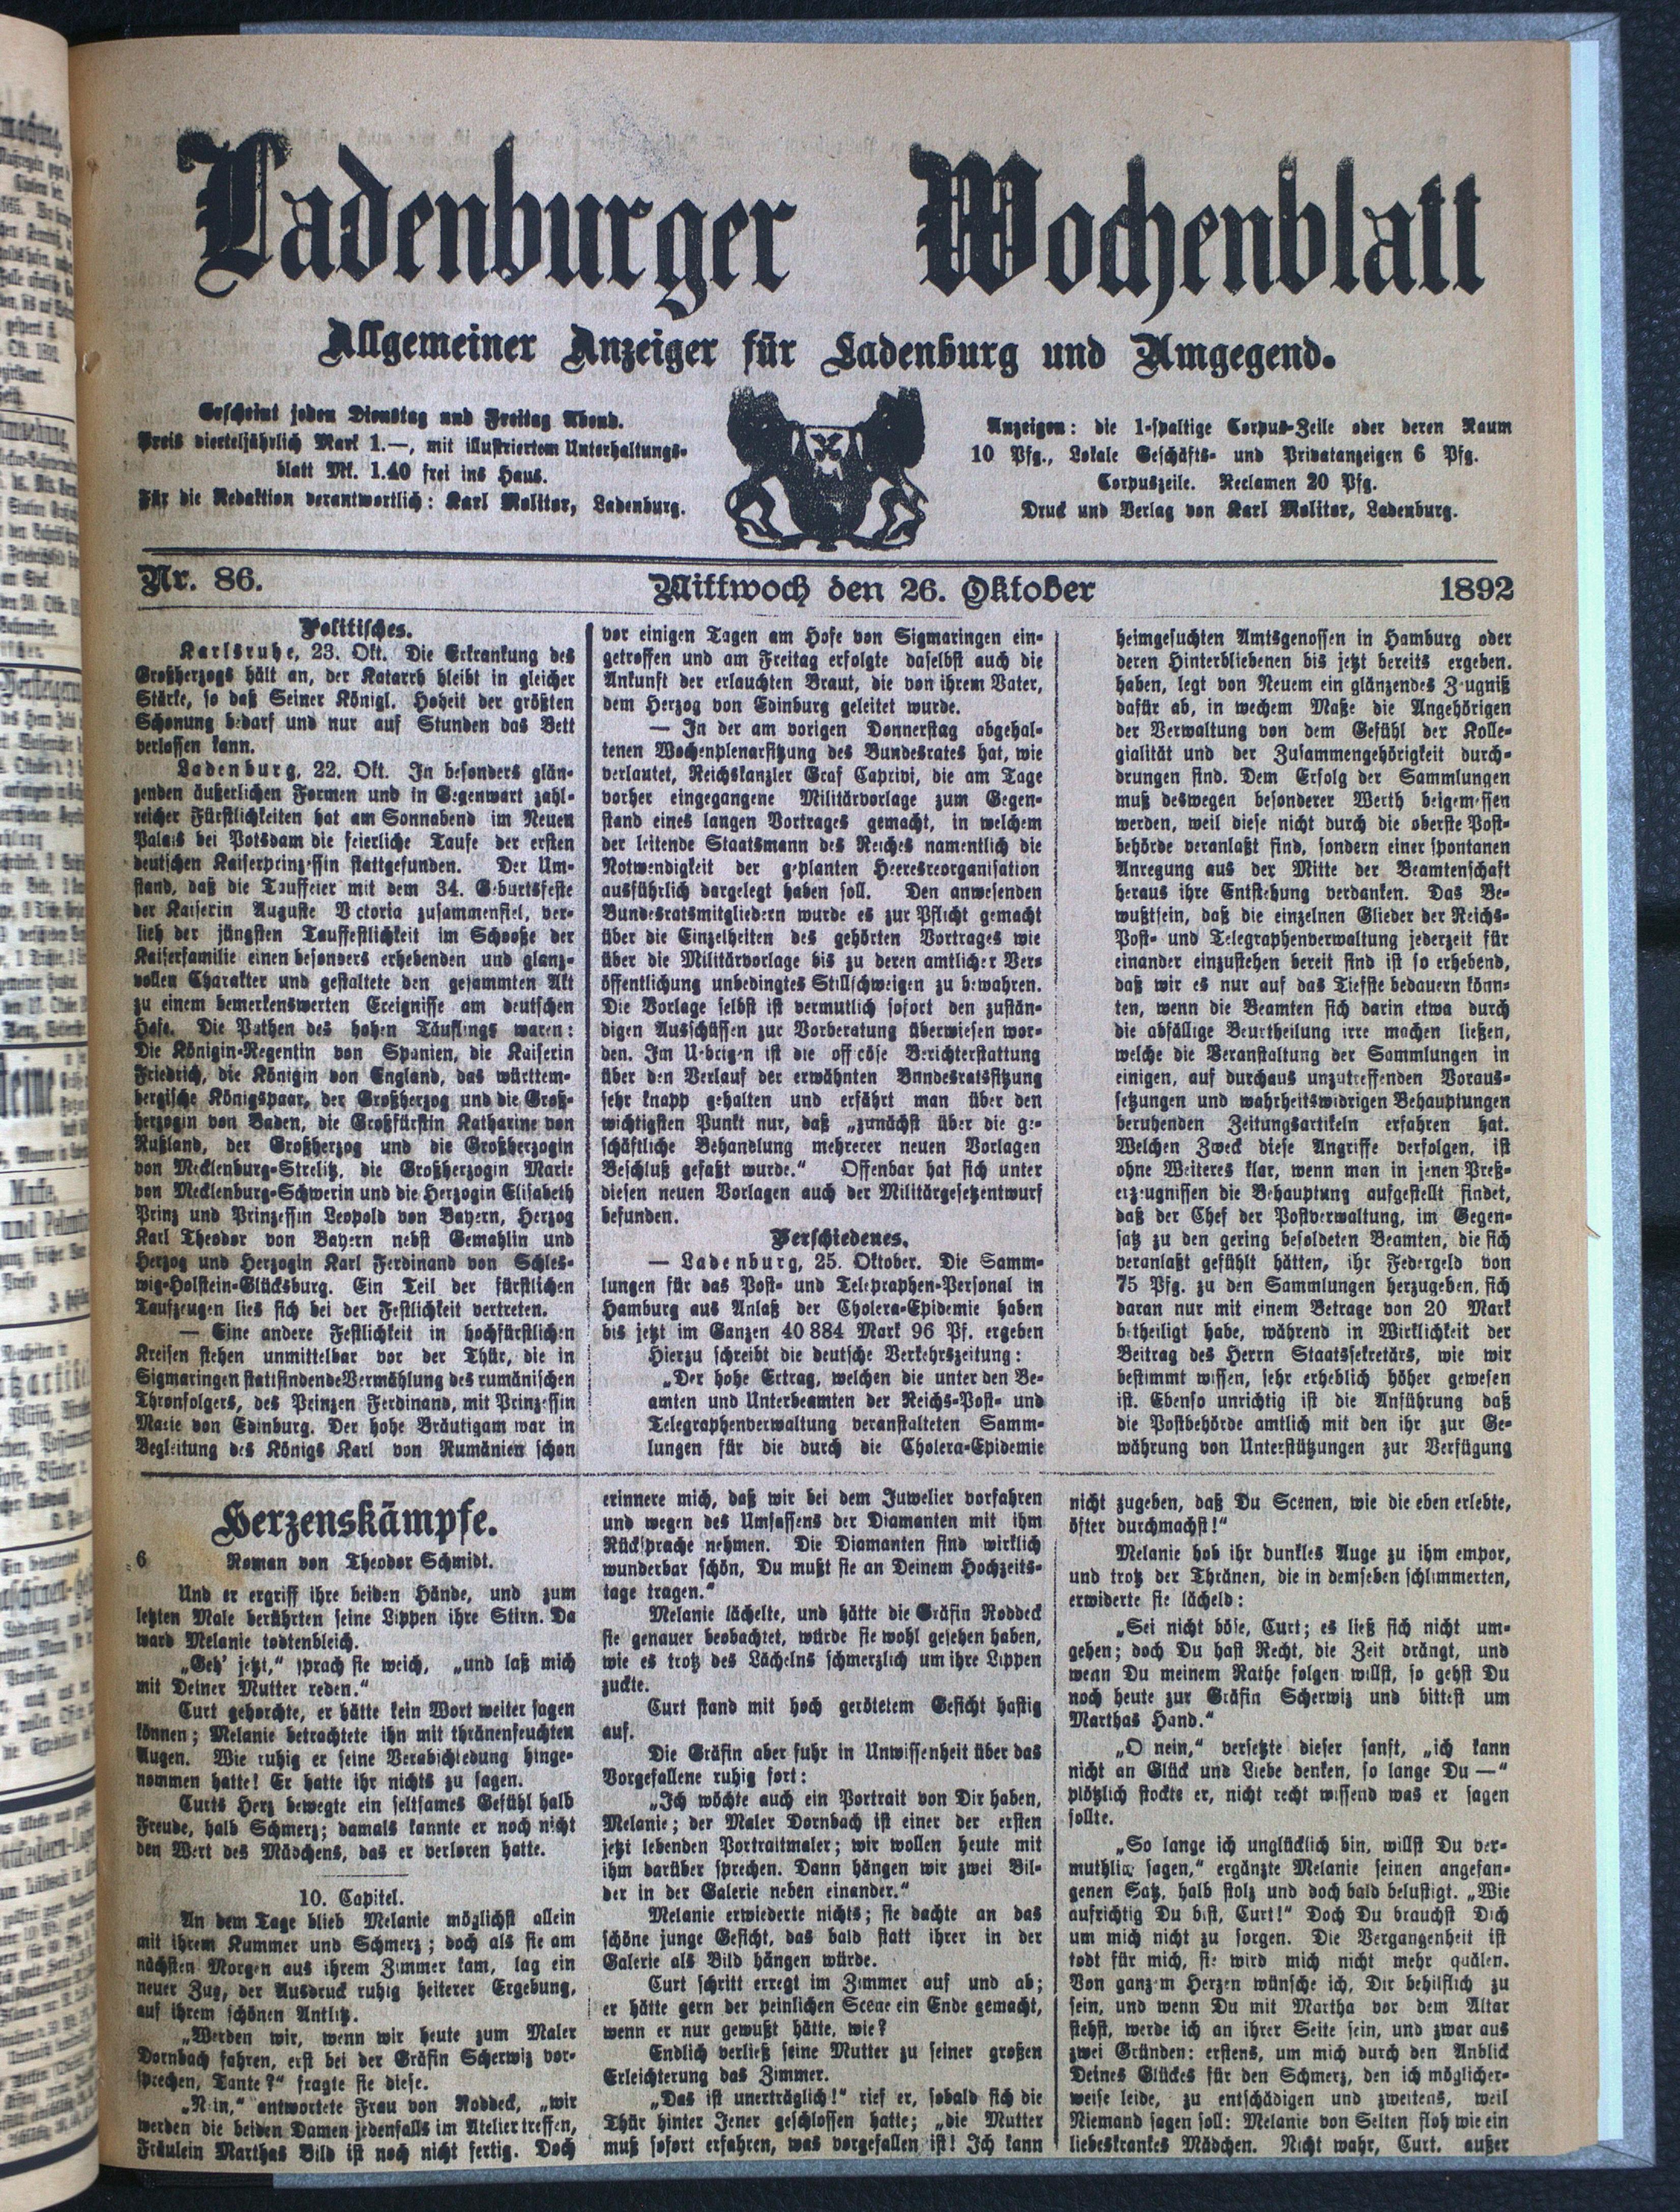 Ladenburger Wochenblatt
Allgemeiner Anzeiger für Ladenburg und Umgegend.
Erscheint jeden Dienstag und Freitag Abend.
Preis vierteljährlich Mark 1.—, mit illustriertem Unterhaltungs-
blatt Mk. 1.40 frei ins Haus.
Für die Redaktion verantwortlich: Karl Molitor, Ladenburg.
Anzeigen: die 1-spaltige Corpus-Zeile oder deren Raum
10 Pfg., Lokale Geschäfts- und Privatanzeigen 6 Pfg.
Corpuszeile. Reclamen 20 Pfg.
Druck und Verlag von Karl Molitor, Ladenburg.
Nr. 86.
Mittwoch den 26. Oktober
1892
Politisches.
Karlsruhe, 23. Okt. Die Erkrankung des
Großherzogs hält an, der Katarrh bleibt in gleicher
Stärke, so daß Seiner Königl. Hoheit der größten
Schonung bedarf und nur auf Stunden das Bett
verlassen kann.
Ladenburg, 22. Okt. In besonders glän-
zenden äußerlichen Formen und in Gegenwart zahl-
reicher Fürstlichkeiten hat am Sonnabend im Neuen
Palais bei Potsdam die feierliche Taufe der ersten
deutschen Kaiserprinzessin stattgefunden. Der Um-
stand, daß die Tauffeier mit dem 34. Geburtsfeste
der Kaiserin Auguste Victoria zusammenfiel, ver-
lieh der jüngsten Tauffestlichkeit im Schooße der
Kaiserfamilie einen besonders erhebenden und glanz-
vollen Charakter und gestaltete den gesammten Akt
zu einem bemerkenswerten Ereignisse am deutschen
Hofe. Die Pathen des hohen Täuflings waren:
Die Königin-Regentin von Spanien, die Kaiserin
Friedrich, die Königin von England, das württem-
bergische Königspaar, der Großherzog und die Groß-
herzogin von Baden, die Großfürstin Katharine von
Rußland, der Großherzog und die Großherzogin
von Mecklenburg-Strelitz, die Großherzogin Marie
von Mecklenburg-Schwerin und die Herzogin Elisabeth
Prinz und Prinzessin Leopold von Bayern, Herzog
Karl Theodor von Bayern nebst Gemahlin und
Herzog und Herzogin Karl Ferdinand von Schles-
wig-Holstein-Glücksburg. Ein Teil der fürstlichen
Taufzeugen lies sich bei der Festlichkeit vertreten.
— Eine andere Festlichkeit in hochfürstlichen
Kreisen stehen unmittelbar vor der Thür, die in
Sigmaringen stattfindende Vermählung des rumänischen
Thronfolgers, des Prinzen Ferdinand, mit Prinzessin
Marie von Edinburg. Der hohe Bräutigam war in
Begleitung des Königs Karl von Rumänien schon
vor einigen Tagen am Hofe von Sigmaringen ein-
getroffen und am Freitag erfolgte daselbst auch die
Ankunft der erlauchten Braut, die von ihrem Vater,
dem Herzog von Edinburg geleitet wurde.
— In der am vorigen Donnerstag abgehal-
tenen Wochenplenarsitzung des Bundesrates hat, wie
verlautet, Reichskanzler Graf Caprivi, die am Tage
vorher eingegangene Militärvorlage zum Gegen-
stand eines langen Vortrages gemacht, in welchem
der leitende Staatsmann des Reiches namentlich die
Notwendigkeit der geplanten Heeresreorganisation
ausführlich dargelegt haben soll. Den anwesenden
Bundesratsmitgliedern wurde es zur Pflicht gemacht
über die Einzelheiten des gehörten Vortrages wie
über die Militärvorlage bis zu deren amtlicher Ver-
öffentlichung unbedingtes Stillschweigen zu bewahren.
Die Vorlage selbst ist vermutlich sofort den zustän-
digen Ausschüssen zur Vorberatung überwiesen wor-
den. Im Uebrigen ist die officöse Berichterstattung
über den Verlauf der erwähnten Bnndesratssitzung
sehr knapp gehalten und erfährt man über den
wichtigsten Punkt nur, daß „zunächst über die ge-
schäftliche Behandlung mehrerer neuen Vorlagen
Beschluß gefaßt wurde.“ Offenbar hat sich unter
diesen neuen Vorlagen auch der Militärgesetzentwurf
befunden.
Verschiedenes.
— Ladenburg, 25. Oktober. Die Samm-
lungen für das Post- und Telepraphen-Personal in
Hamburg aus Anlaß der Cholera-Epidemie haben
bis jetzt im Ganzen 40 884 Mark 96 Pf. ergeben
Hierzu schreibt die deutsche Verkehrszeitung:
„Der hohe Ertrag, welchen die unter den Be-
amten und Unterbeamten der Reichs-Post- und
Telegraphenverwaltung veranstalteten Samm-
lungen für die durch die Cholera-Epidemie
heimgesuchten Amtsgenossen in Hamburg oder
deren Hinterbliebenen bis jetzt bereits ergeben.
haben, legt von Neuem ein glänzendes Zeugniß
dafür ab, in wechem Maße die Angehörigen
der Verwaltung von dem Gefühl der Kolle-
gialität und der Zusammengehörigkeit durch-
drungen sind. Dem Erfolg der Sammlungen
muß deswegen besonderer Werth beigemessen
werden, weil diese nicht durch die oberste Post-
behörde veranlaßt sind, sondern einer spontanen
Anregung aus der Mitte der Beamtenschaft
heraus ihre Entstehung verdanken. Das Be-
wußtsein, daß die einzelnen Glieder der Reichs-
Post- und Telegraphenverwaltung jederzeit für
einander einzustehen bereit sind ist so erhebend,
daß wir es nur auf das Tiefste bedauern könn-
ten, wenn die Beamten sich darin etwa durch
die abfällige Beurtheilung irre machen ließen,
welche die Veranstaltung der Sammlungen in
einigen, auf durchaus unzutreffenden Voraus-
setzungen und wahrheitswidrigen Behauptungen
beruhenden Zeitungsartikeln erfahren hat.
Welchen Zweck diese Angriffe verfolgen, ist
ohne Weiteres klar, wenn man in jenen Preß-
erzeugnissen die Behauptung aufgestellt findet,
daß der Chef der Postverwaltung, im Gegen-
satz zu den gering besoldeten Beamten, die sich
veranlaßt gefühlt hätten, ihr Federgeld von
75 Pfg. zu den Sammlungen herzugeben, sich
daran nur mit einem Betrage von 20 Mark
betheiligt habe, während in Wirklichkeit der
Beitrag des Herrn Staatssekretärs, wie wir
bestimmt wissen, sehr erheblich höher gewesen
ist. Ebenso unrichtig ist die Anführung daß
die Postbehörde amtlich mit den ihr zur Ge-
währung von Unterstützungen zur Verfügung
Herzenskämpfe.
6 Roman von Theodor Schmidt.
Und er ergriff ihre beiden Hände, und zum
letzten Male berührten seine Lippen ihre Stirn. Da
ward Melanie todtenbleich.
„Geh’ jetzt,“ sprach sie weich, „und laß mich
mit Deiner Mutter reden.“
Curt gehorchte, er hätte kein Wort weiter sagen
können; Melanie betrachtete ihn mit thränenfeuchten
Augen. Wie ruhig er seine Verabschiedung hinge-
nommen hatte! Er hatte ihr nichts zu sagen.
Curts Herz bewegte ein seltsames Gefühl halb
Freude, halb Schmerz; damals kannte er noch nicht
den Wert des Mädchens, das er verloren hatte.
10. Capitel.
An dem Tage blieb Melanie möglichst allein
mit ihrem Kummer und Schmerz; doch als sie am
nächsten Morgen aus ihrem Zimmer kam, lag ein
neuer Zug, der Ausdruck ruhig heiterer Ergebung,
auf ihrem schönen Antlitz.
„Werden wir, wenn wir heute zum Maler
Dornbach fahren, erst bei der Gräfin Scherwiz vor-
sprechen, Tante?“ fragte sie diese.
„Nein,“ antwortete Frau von Roddeck, „wir
werden die beiden Damen jedenfalls im Atelier treffen,
Fräulein Marthas Bild ist noch nicht fertig. Doch
erinnere mich, daß wir bei dem Juwelier vorfahren
und wegen des Umfassens der Diamanten mit ihm
Rücksprache nehmen. Die Diamanten sind wirklich
wunderbar schön, Du mußt sie an Deinem Hochzeits-
tage tragen.“
Melanie lächelte, und hätte die Gräfin Roddeck
sie genauer beobachtet, würde sie wohl gesehen haben,
wie es trotz des Lächelns schmerzlich um ihre Lippen
zuckte.
Curt stand mit hoch gerötetem Gesicht hastig
auf.
Die Gräfin aber fuhr in Unwissenheit über das
Vorgefallene ruhig fort:
„Ich wöchte auch ein Portrait von Dir haben,
Melanie; der Maler Dornbach ist einer der ersten
jetzt lebenden Portraitmaler; wir wollen heute mit
ihm darüber sprechen. Dann hängen wir zwei Bil-
der in der Galerie neben einander.“
Melanie erwiederte nichts; sie dachte an das
schöne junge Gesicht, das bald statt ihrer in der
Galerie als Bild hängen würde.
Curt schritt erregt im Zimmer auf und ab;
er hätte gern der peinlichen Scene ein Ende gemacht,
wenn er nur gewußt hätte, wie?
Endlich verließ seine Mutter zu seiner großen
Erleichterung das Zimmer.
„Das ist unerträglich!“ rief er, sobald sich die
Thür hinter Jener geschlossen hatte; „die Mutter
muß sofort erfahren, was vorgefallen ist! Ich kann
nicht zugeben, daß Du Scenen, wie die eben erlebte,
öfter durchmachst!“
Melanie hob ihr dunkles Auge zu ihm empor,
und trotz der Thränen, die in demseben schlimmerten,
erwiderte sie lächeld:
„Sei nicht böse, Curt; es ließ sich nicht um-
gehen; doch Du hast Recht, die Zeit drängt, und
wenn Du meinem Rathe folgen willst, so gehst Du
noch heute zur Gräfin Scherwiz und bittest um
Marthas Hand.“
„O nein,“ versetzte dieser sanft, „ich kann
nicht an Glück und Liebe denken, so lange Du —“
plötzlich stockte er, nicht recht wissend was er sagen
sollte.
„So lange ich unglücklich bin, willst Du ver-
muthlich sagen,“ ergänzte Melanie seinen angefan-
genen Satz, halb stolz und doch bald belustigt. „Wie
aufrichtig Du bist, Curt!“ Doch Du brauchst Dich
um mich nicht zu sorgen. Die Vergangenheit ist
todt für mich, sie wird mich nicht mehr quälen.
Von ganzem Herzen wünsche ich, Dir behilflich zu
sein, und wenn Du mit Martha vor dem Altar
stehst, werde ich an ihrer Seite sein, und zwar aus
zwei Gründen: erstens, um mich durch den Anblick
Deines Glückes für den Schmerz, den ich möglicher-
weise leide, zu entschädigen und zweitens, weil
Niemand sagen soll: Melanie von Selten floh wie ein
liebeskrankes Mädchen. Nicht wahr, Curt. außer